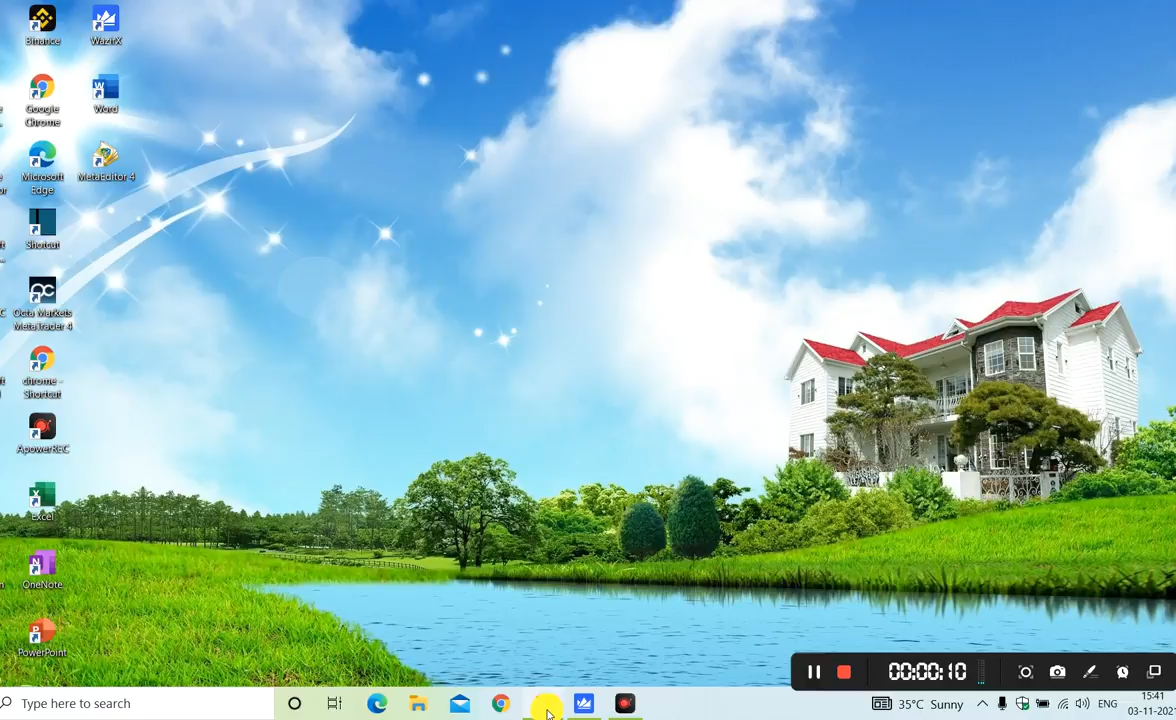 Binance
WazirX
Google
Chrome
Word
Microsoft
Edge
MetaEditor 4
Shotcut
Octa Markets
MetaTrader 4
chrome -
Shortcut
ApowerREC
Excel
OneNote
PowerPoint
00:00:10
Type here to search
35°C Sunny
ENG
15:41
03-11-202